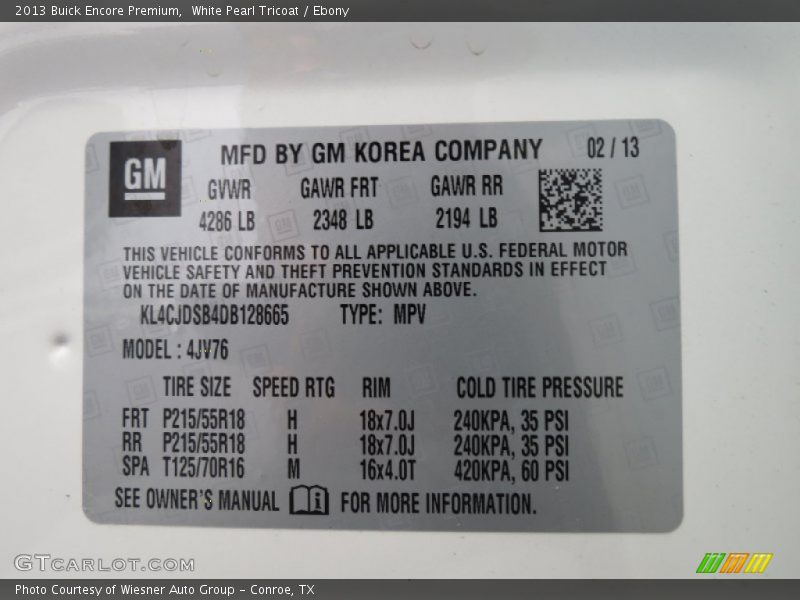 2013 Buick Encore Premium,  White Pearl Tricoat / Ebony
GM MFD BY GM KOREA COMPANY 02 / 13
GVWR GAWR FRT GAWR RR
4286 LB 2348 LB 2194 LB
THIS VEHICLE CONFORMS TO ALL APPLICABLE U.S. FEDERAL MOTOR
VEHICLE SAFETY AND THEFT PREVENTION STANDARDS IN EFFECT
ON THE DATE OF MANUFACTURE SHOWN ABOVE.
KL4CJDSB4DB128665 TYPE: MPV
MODEL : 4JV76
TIRE SIZE SPEED RTG RIM COLD TIRE PRESSURE
FRT P215/55R18 H 18x7.0J 240KPA, 35 PSI
RR P215/55R18 H 18x7.0J 240KPA, 35 PSI
SPA T125/70R16 M 16x4.0T 420KPA, 60 PSI
SEE OWNER'S MANUAL i FOR MORE INFORMATION.
GTCARLOT.COM
Photo Courtesy of Wiesner Auto Group – Conroe, TX